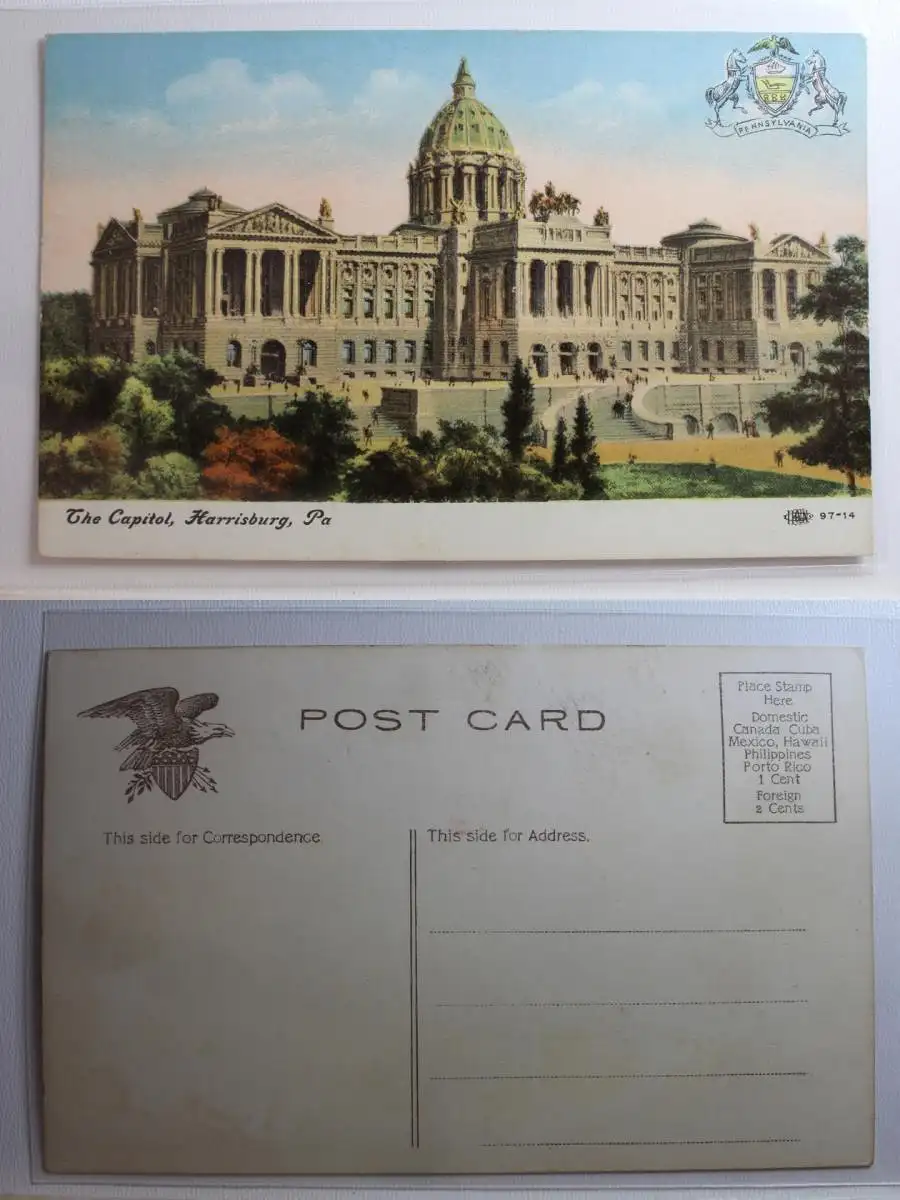 PENNSYLVANIA
The Capitol, Harrisburg, Pa
97-14
POST CARD
Place Stamp
Here
Domestic
Canada Cuba
Mexico, Hawaii
Philippines
Porto Rico
1 Cent
Foreign
2 Cents
This side for Correspondence
This side for Address.